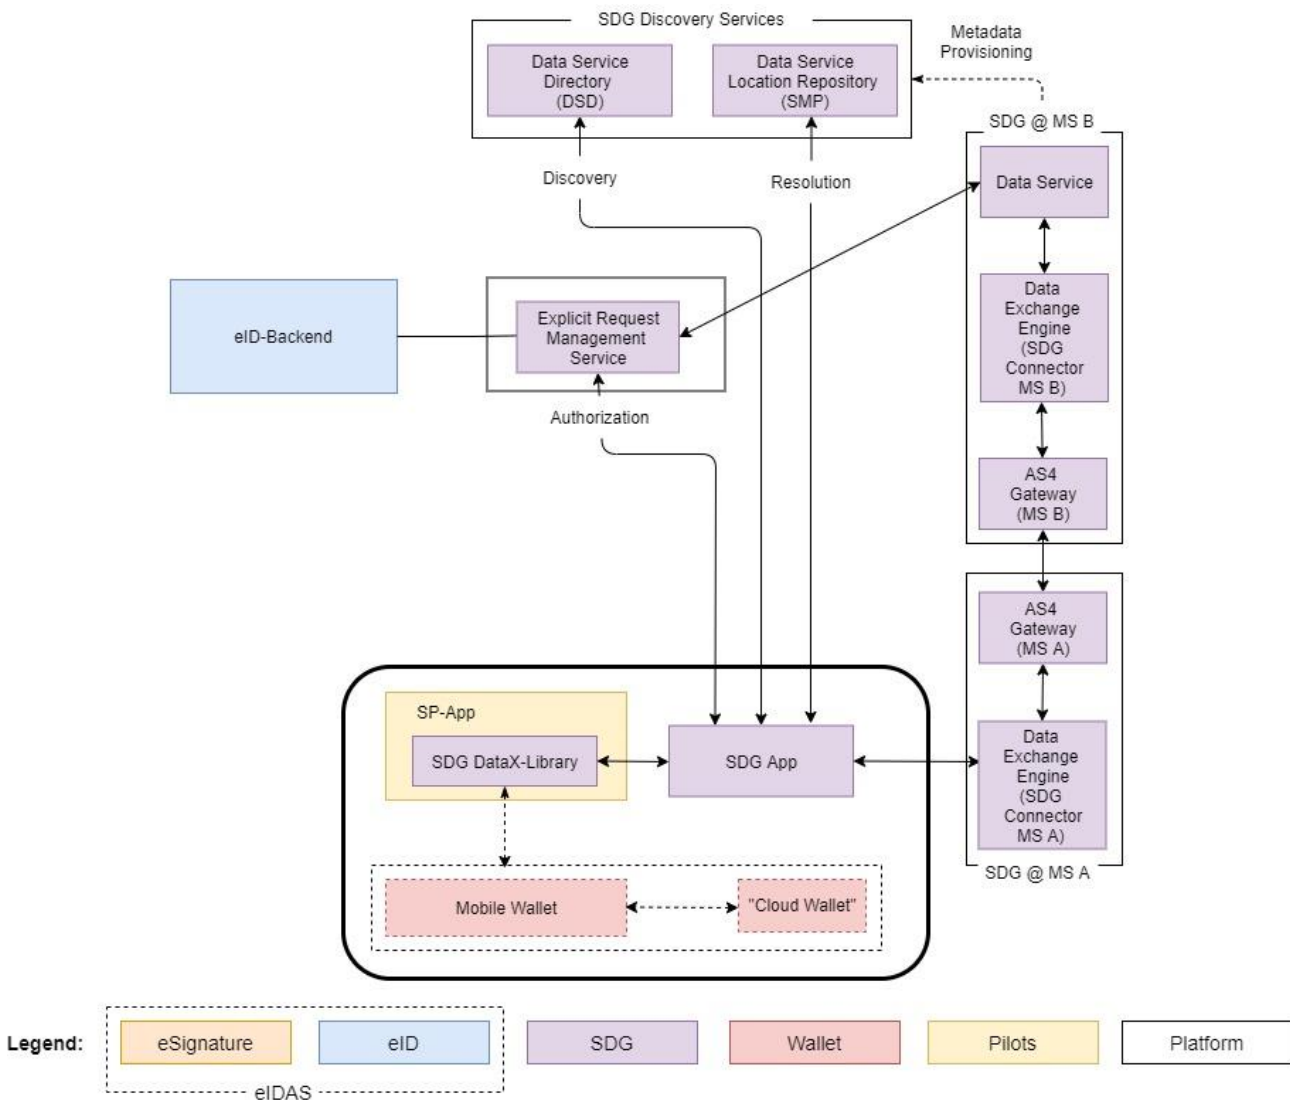 SDG Discovery Services
Data Service
Directory
(DSD)
Data Service
Location Repository
(SMP)
Metadata
Provisioning
SDG @ MS B
Data Service
Discovery
Resolution
Data
Exchange
Engine
(SDG
Connector
MS B)
eID-Backend
Explicit Request
Management
Service
Authorization
AS4
Gateway
(MS B)
AS4
Gateway
(MS A)
SP-App
SDG DataX-Library
SDG App
Data
Exchange
Engine
(SDG
Connector
MS A)
SDG @ MS A
Mobile Wallet
"Cloud Wallet"
Legend:
eSignature
eID
SDG
Wallet
Pilots
Platform
eIDAS